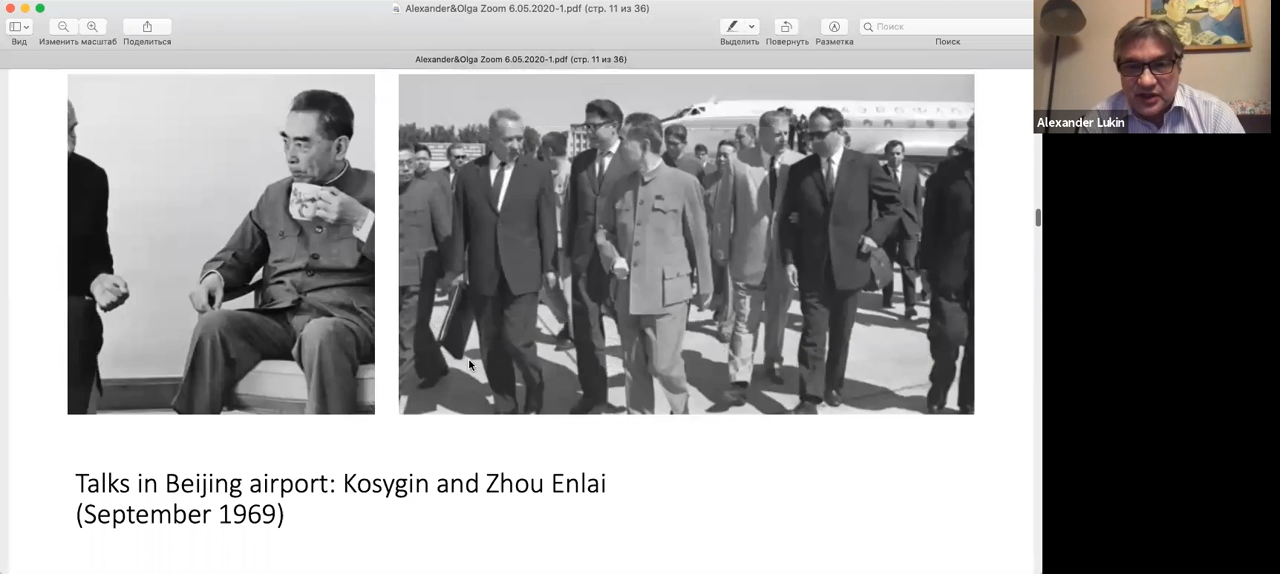 Alexander&Olga Zoom 6.05.2020-1.pdf (стр. 11 из 36)
Вид
Изменить масштаб
Поделиться
Выделить
Повернуть
Разметка
Поиск
Поиск
Alexander&Olga Zoom 6.05.2020-1.pdf (стр. 11 из 36)
Alexander Lukin
Talks in Beijing airport: Kosygin and Zhou Enlai
(September 1969)